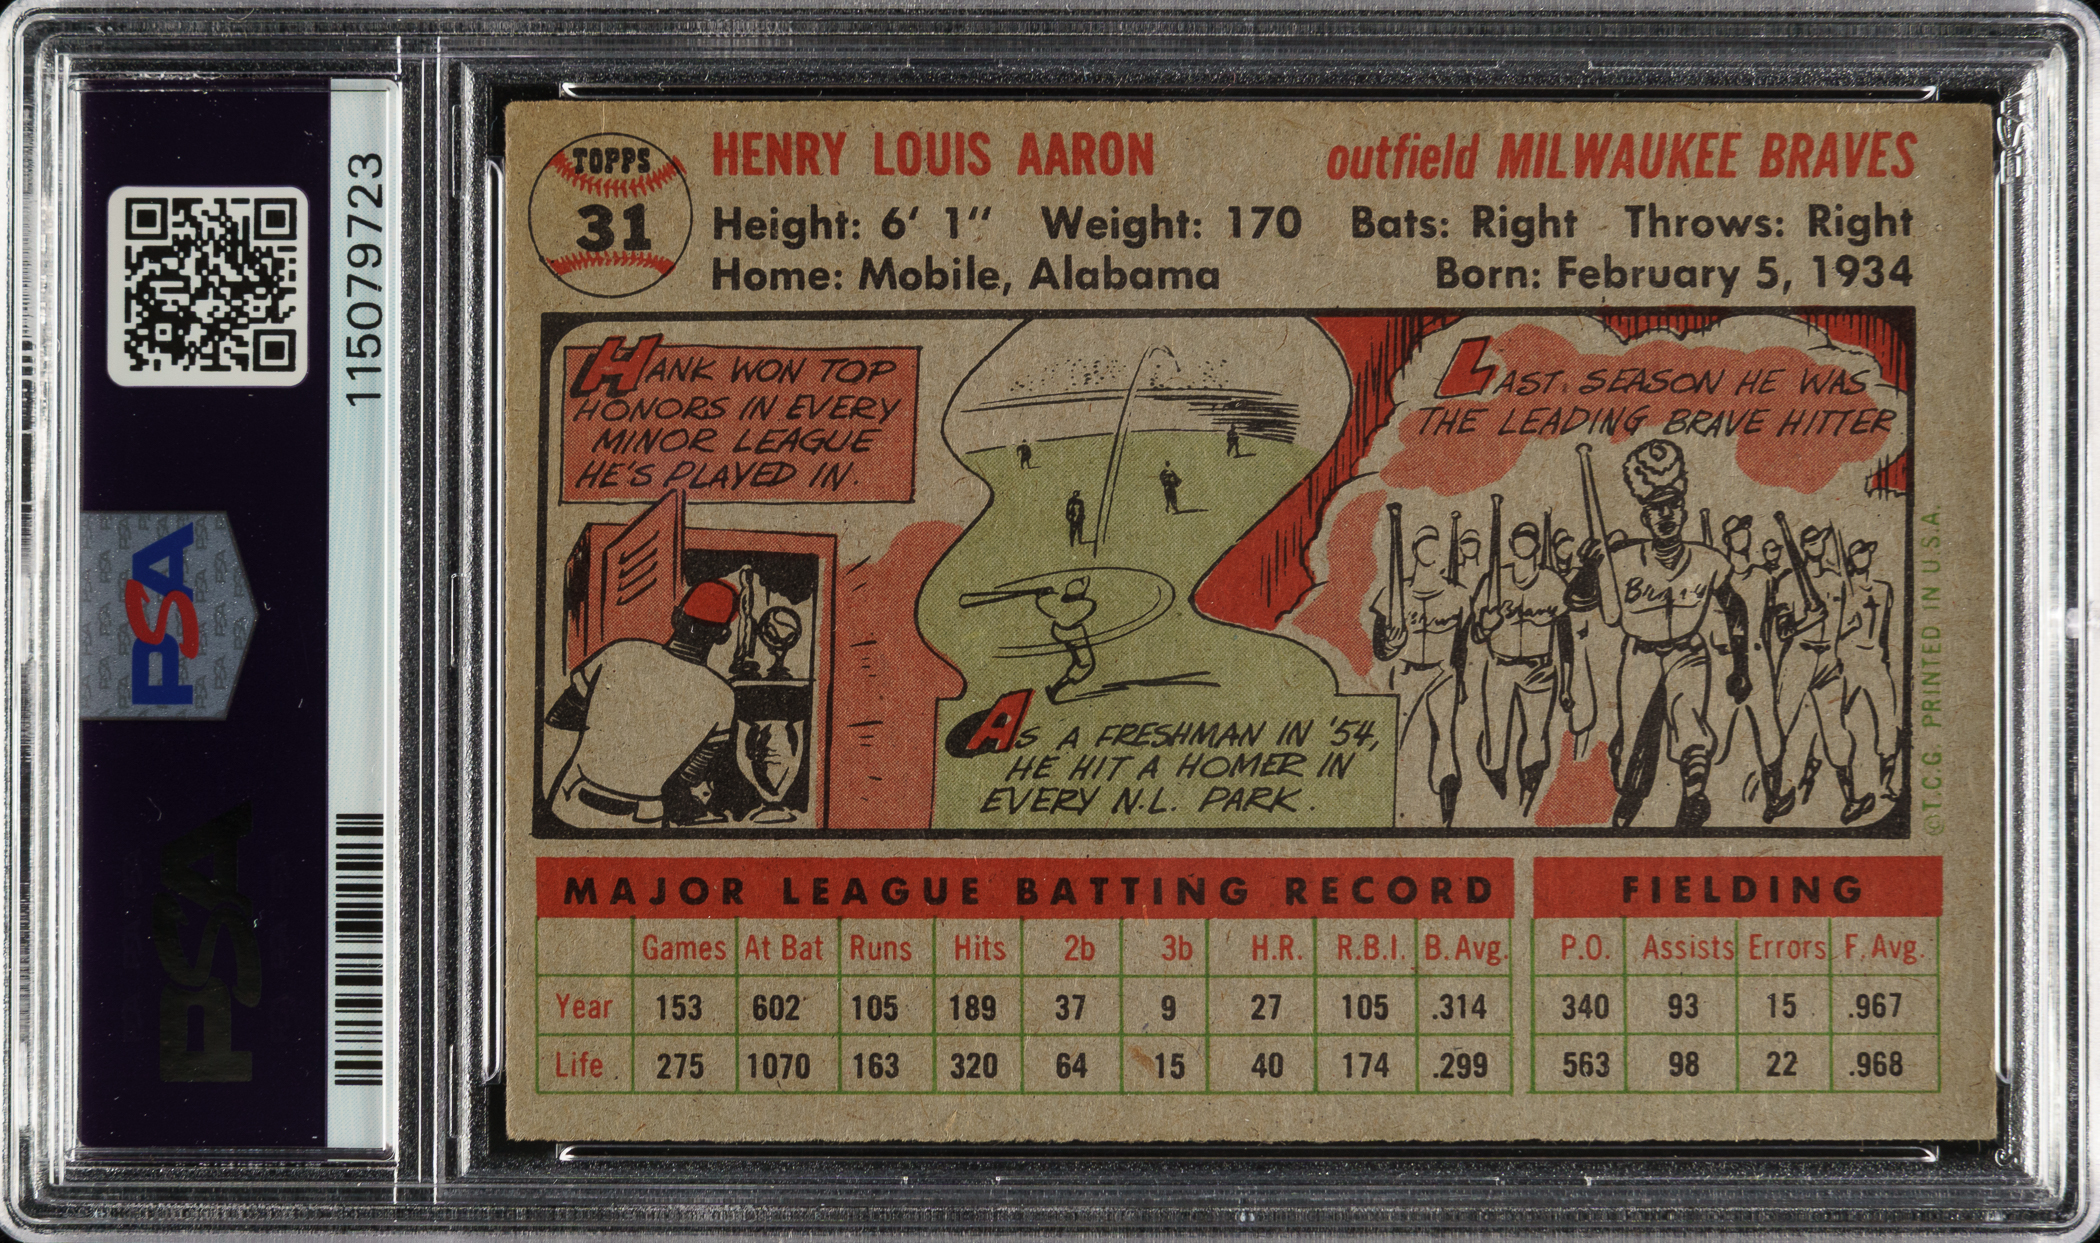 115079723
PSA
PSA
TOPPS
31
HENRY LOUIS AARON
outfield MILWAUKEE BRAVES
Height: 6' 1" Weight: 170 Bats: Right Throws: Right
Home: Mobile, Alabama Born: February 5, 1934
HANK WON TOP
HONORS IN EVERY
MINOR LEAGUE
HE'S PLAYED IN.
AS A FRESHMAN IN '54,
HE HIT A HOMER IN
EVERY N.L. PARK.
LAST SEASON HE WAS
THE LEADING BRAVE HITTER
Braves
©T.C.G. PRINTED IN U.S.A.
MAJOR LEAGUE BATTING RECORD
Games At Bat Runs Hits 2b 3b H.R. R.B.I. B. Avg.
Year 153 602 105 189 37 9 27 105 .314
Life 275 1070 163 320 64 15 40 174 .299
FIELDING
P.O. Assists Errors F. Avg.
340 93 15 .967
563 98 22 .968